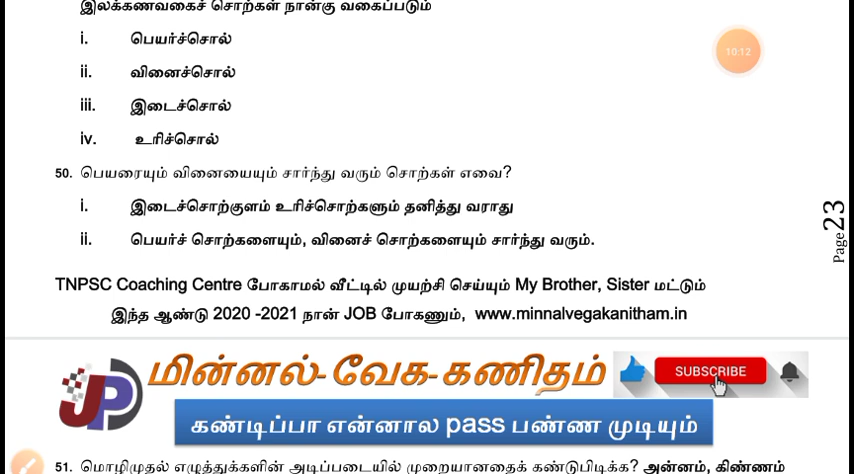 இலக்கணவகைச் சொற்கள் நான்கு வகைப்படும்
i. பெயர்ச்சொல்
10:12
ii. வினைச்சொல்
iii. இடைச்சொல்
iv. உரிச்சொல்
50. பெயரையும் வினையையும் சார்ந்து வரும் சொற்கள் எவை?
i. இடைச்சொற்குளம் உரிச்சொற்களும் தனித்து வராது
ii. பெயர்ச் சொற்களையும், வினைச் சொற்களையும் சார்ந்து வரும்.
Page 23
TNPSC Coaching Centre போகாமல் வீட்டில் முயற்சி செய்யும் My Brother, Sister மட்டும்
இந்த ஆண்டு 2020 -2021 நான் JOB போகணும், www.minnalvegakanitham.in
JP
மின்னல்-வேக-கணிதம்
SUBSCRIBE
கண்டிப்பா என்னால pass பண்ண முடியும்
51. மொழிமுதல் எழுத்துக்களின் அடிப்படையில் முறையானதைக் கண்டுபிடிக்க? அன்னம், கிண்ணம்